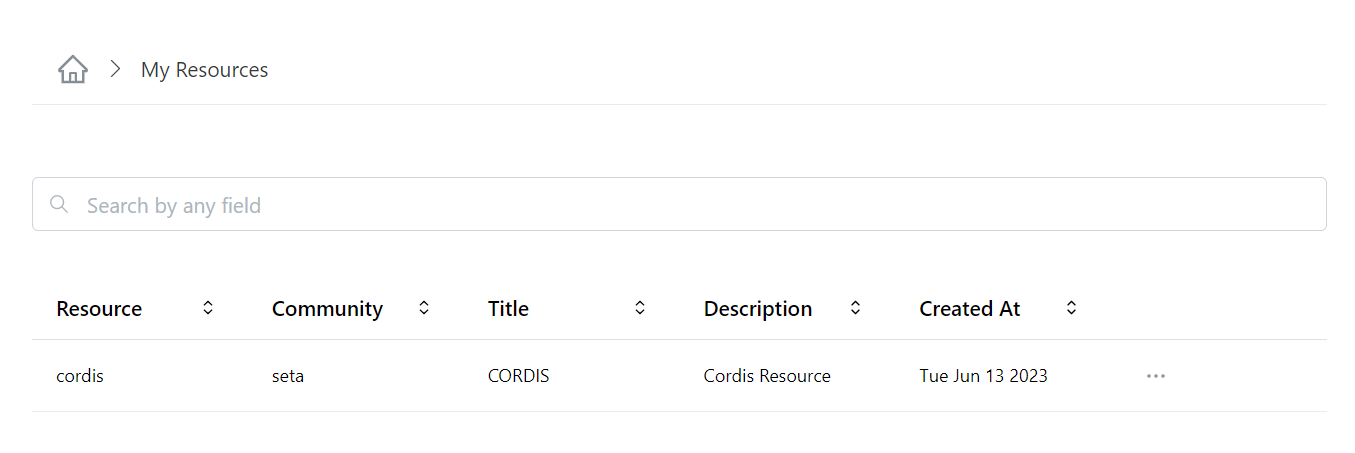 My Resources
Search by any field
Resource Community Title Description Created At
cordis seta CORDIS Cordis Resource Tue Jun 13 2023